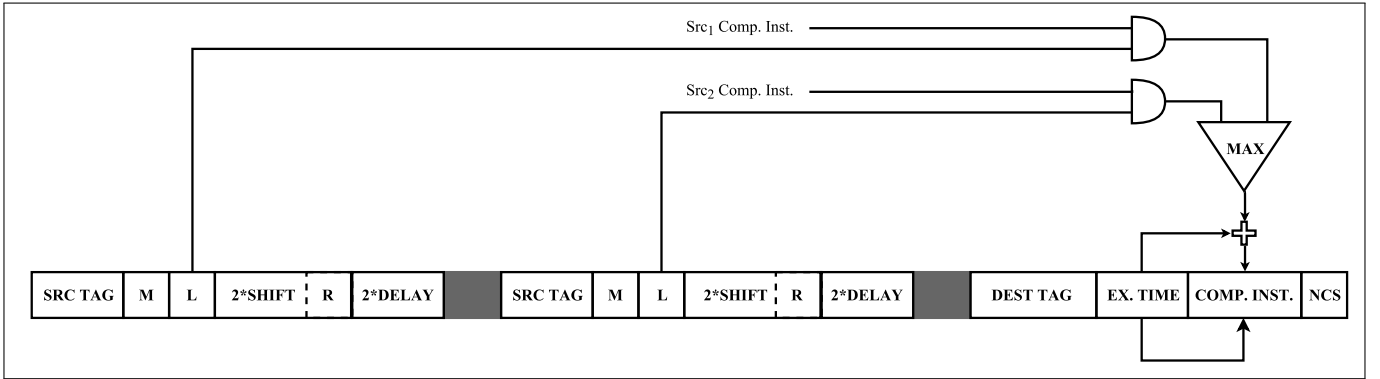 Src1 Comp. Inst.
Src2 Comp. Inst.
MAX
SRC TAG M L 2*SHIFT R 2*DELAY SRC TAG M L 2*SHIFT R 2*DELAY DEST TAG EX. TIME COMP. INST. NCS